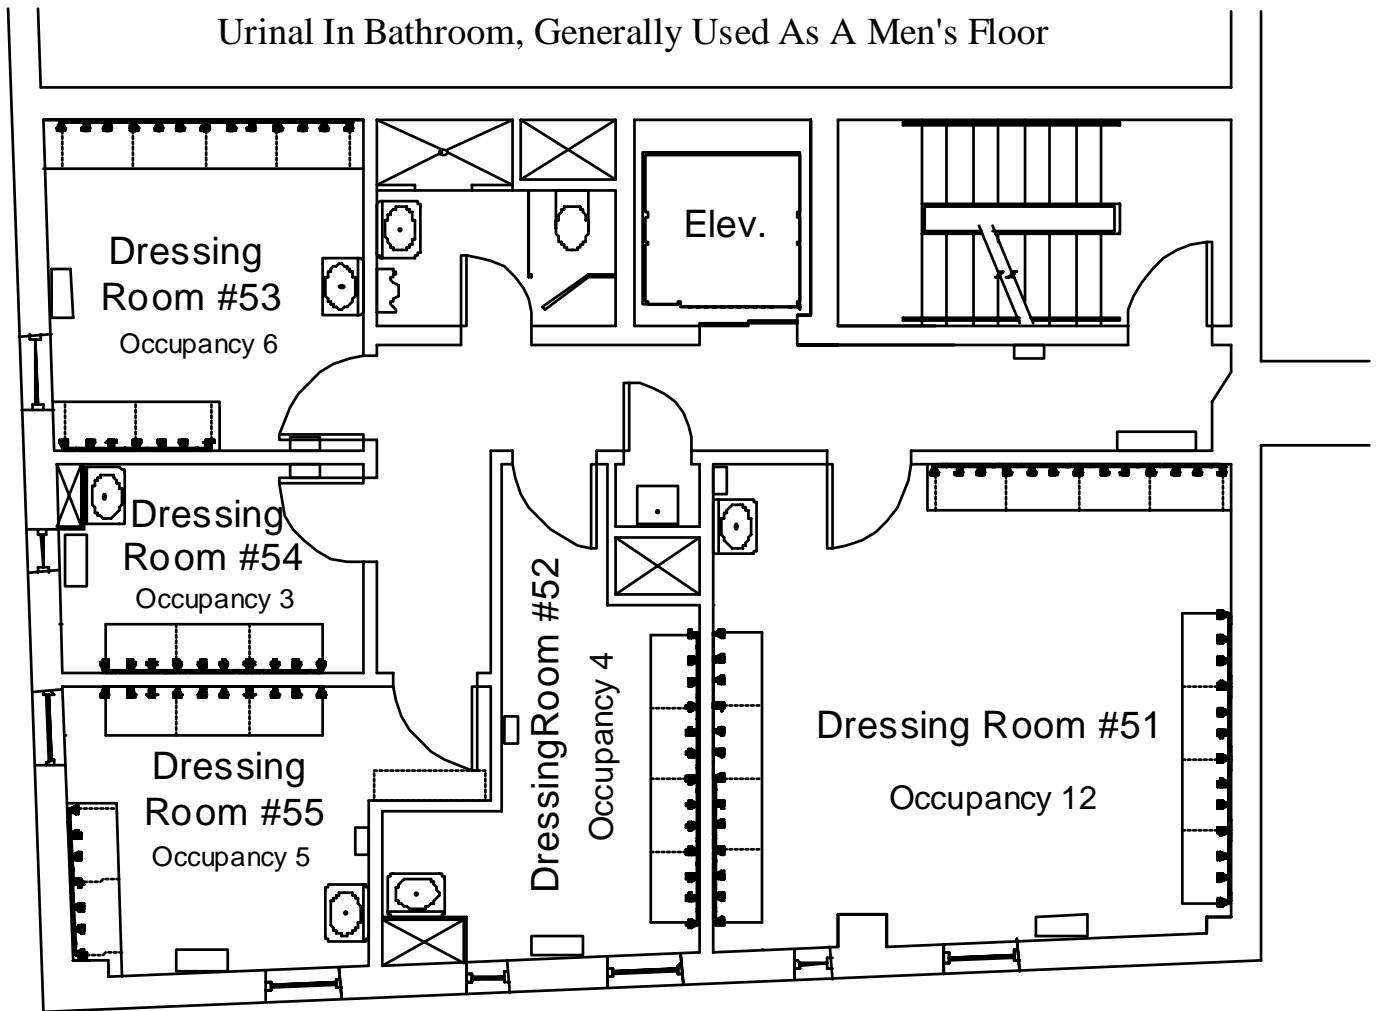 Urinal In Bathroom, Generally Used As A Men's Floor
Elev.
Dressing
Room #53
Occupancy 6
Dressing
Room #54
Occupancy 3
DressingRoom #52
Occupancy 4
Dressing Room #51
Occupancy 12
Dressing
Room #55
Occupancy 5